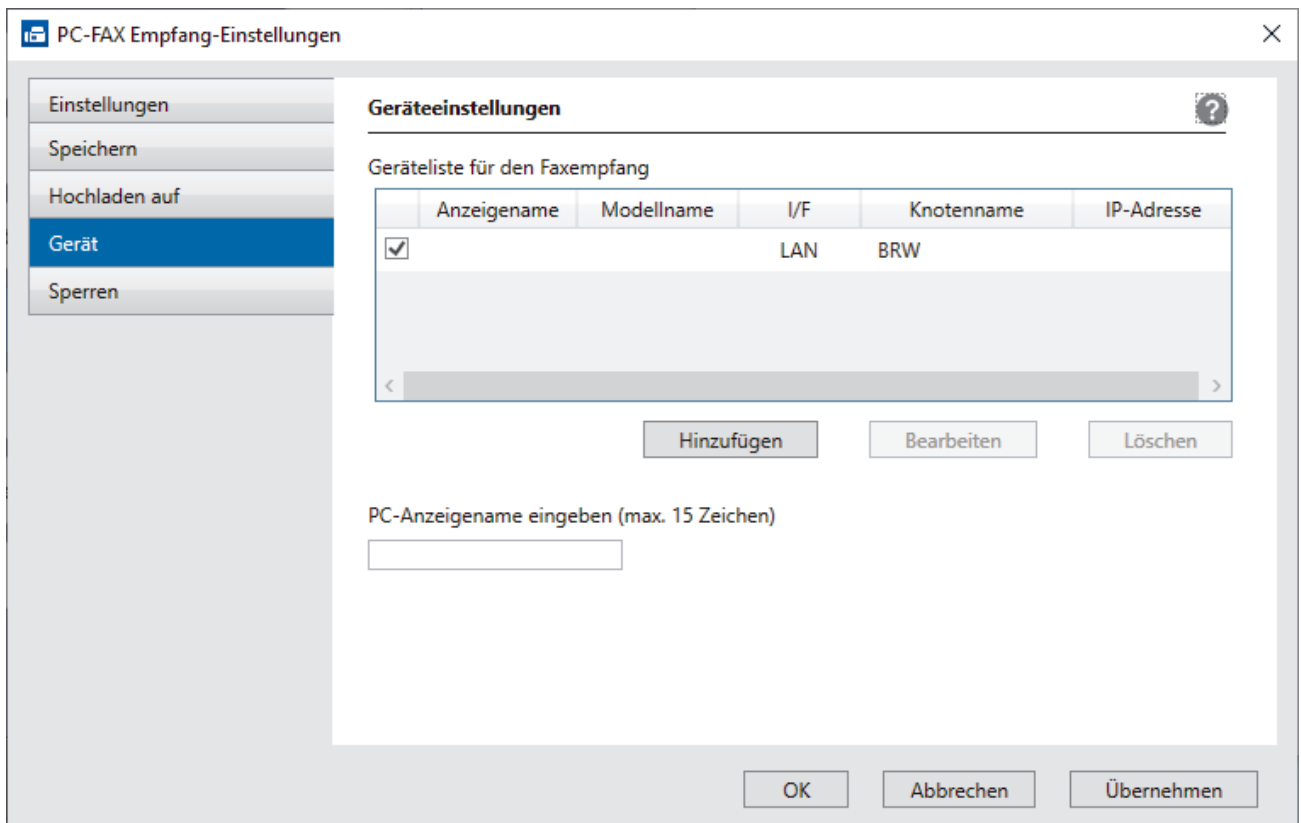 PC-FAX Empfang-Einstellungen
Einstellungen
Speichern
Hochladen auf
Gerät
Sperren
Geräteeinstellungen
?
Geräteliste für den Faxempfang
Anzeigename Modellname I/F Knotenname IP-Adresse
LAN BRW
Hinzufügen Bearbeiten Löschen
PC-Anzeigename eingeben (max. 15 Zeichen)
OK Abbrechen Übernehmen